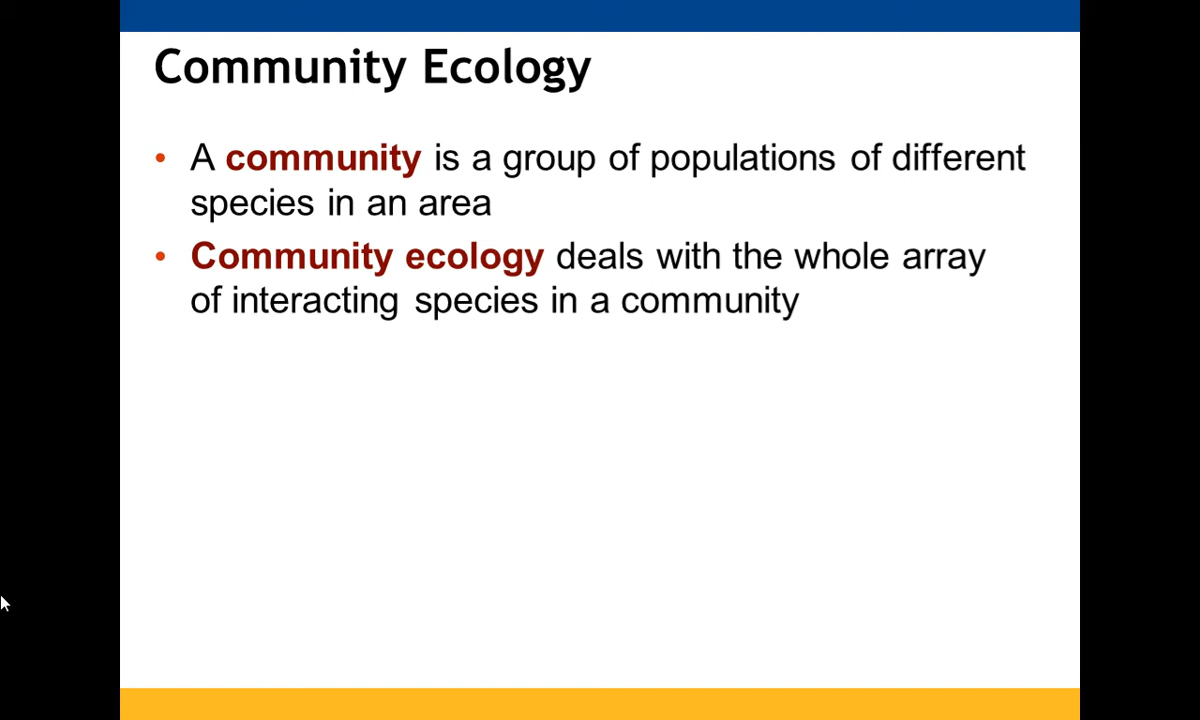 Community Ecology
• A community is a group of populations of different
species in an area
• Community ecology deals with the whole array
of interacting species in a community